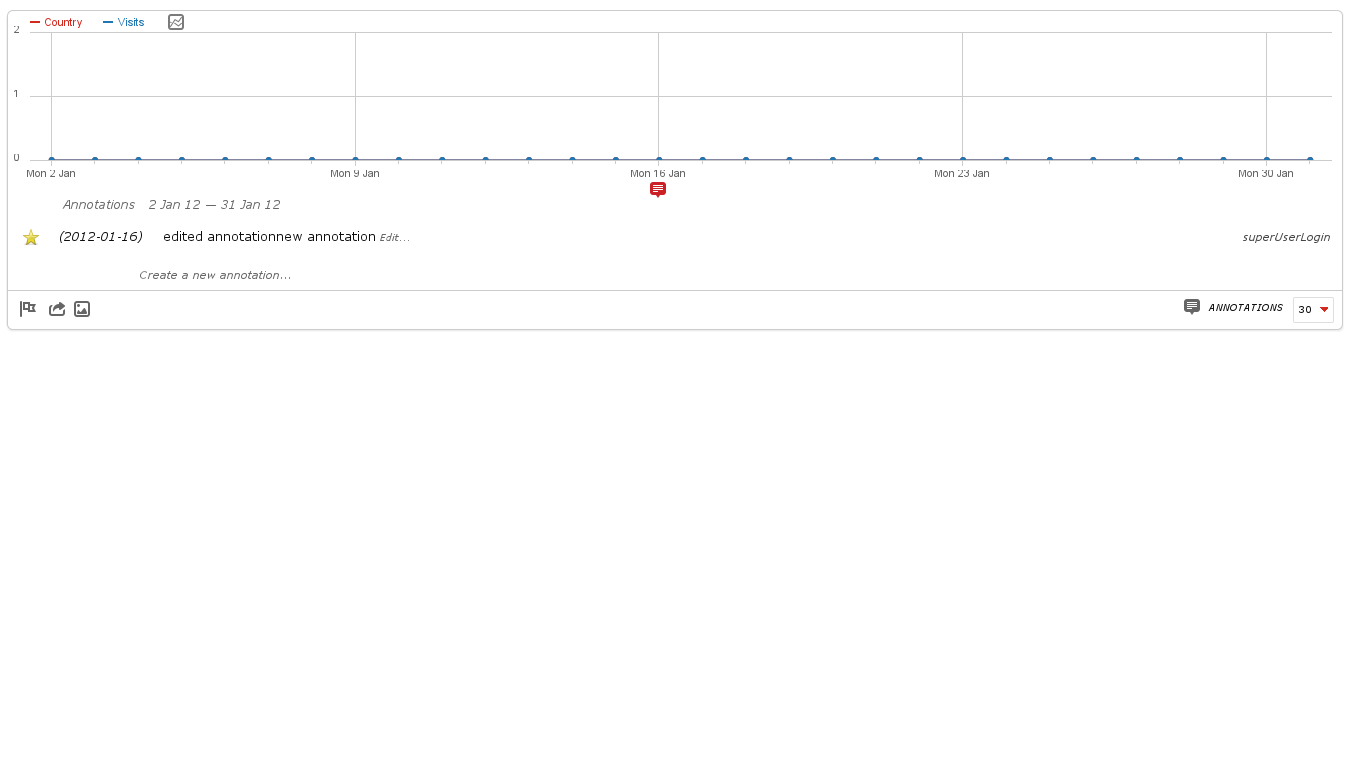 Country Visits
2
1
0
Mon 2 Jan Mon 9 Jan Mon 16 Jan Mon 23 Jan Mon 30 Jan
Annotations 2 Jan 12 — 31 Jan 12
(2012-01-16) edited annotationnew annotation Edit... superUserLogin
Create a new annotation...
ANNOTATIONS 30